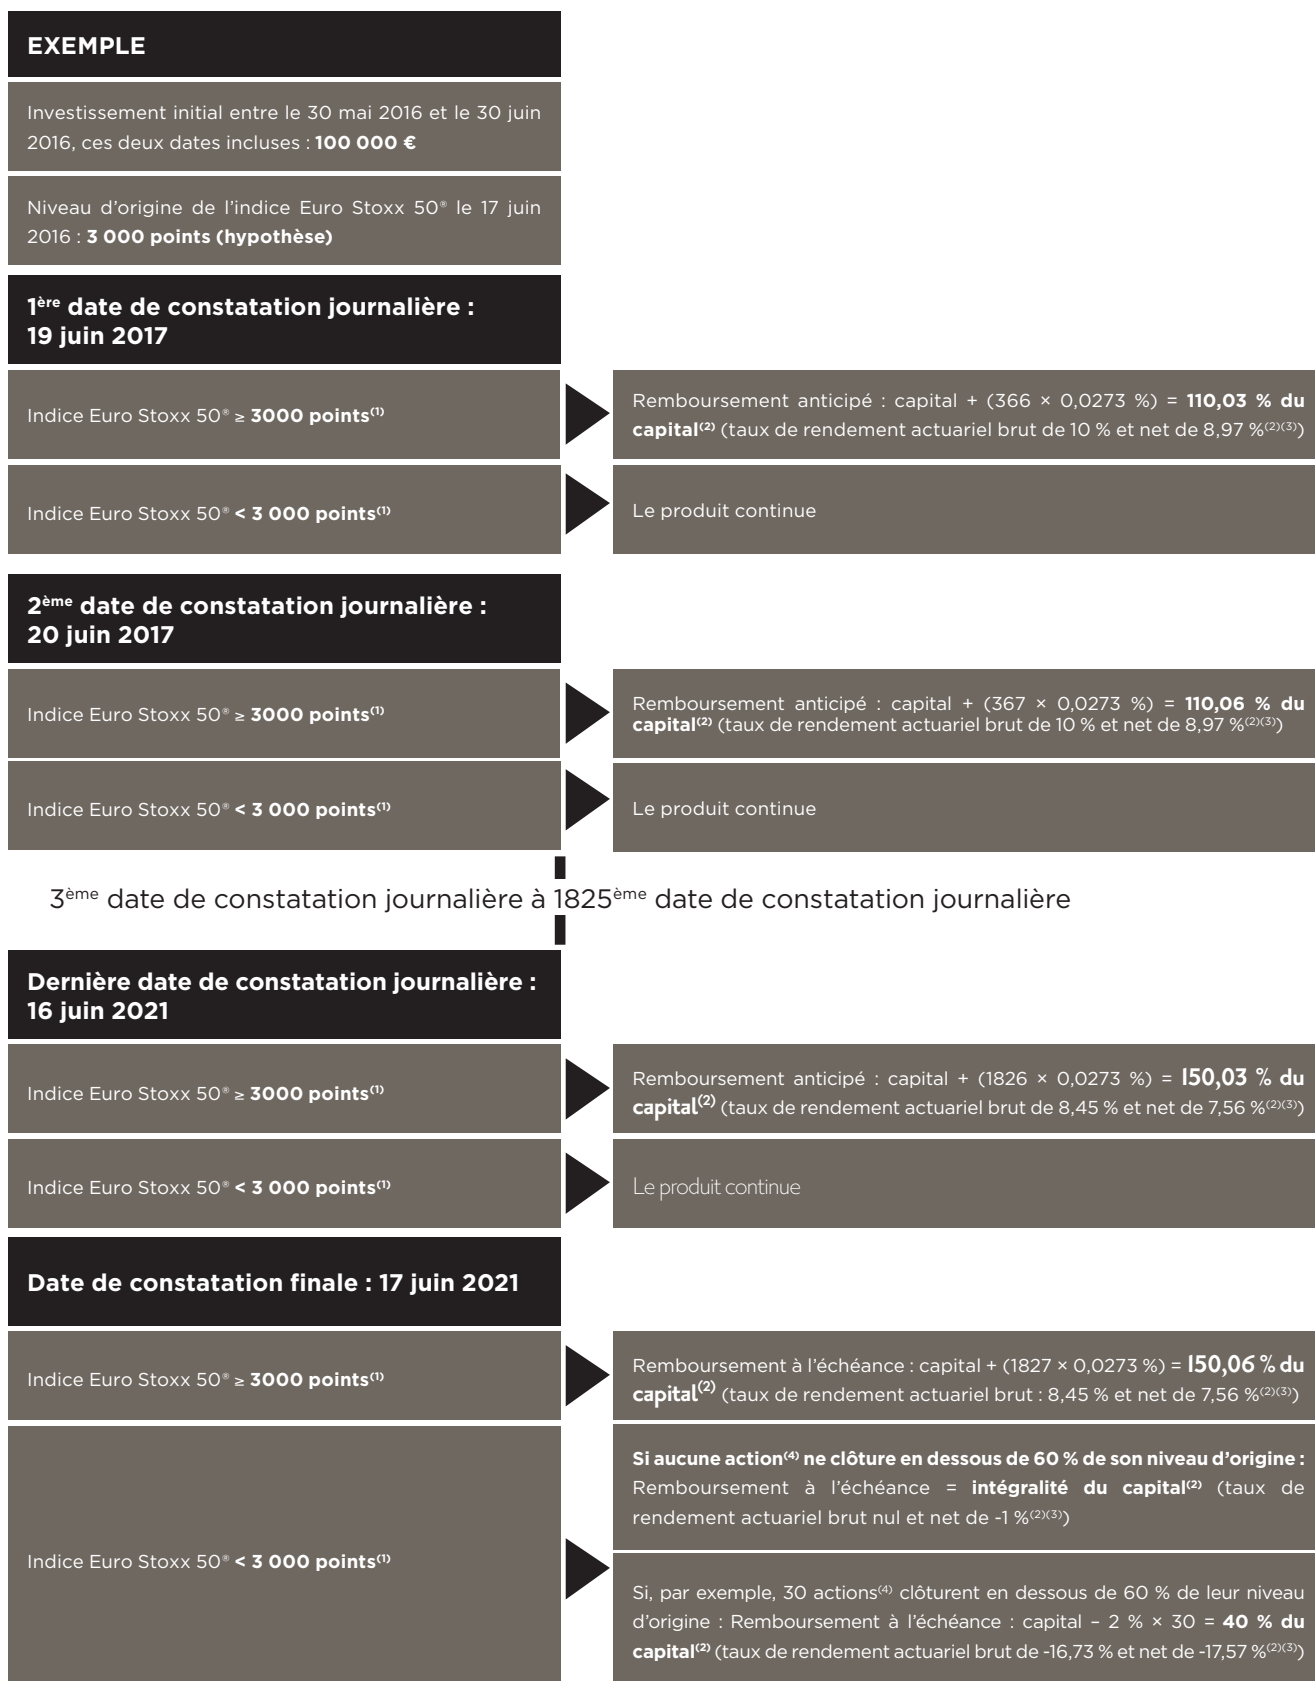 EXEMPLE
Investissement initial entre le 30 mai 2016 et le 30 juin
2016, ces deux dates incluses : 100 000 €
Niveau d’origine de l’indice Euro Stoxx 50® le 17 juin
2016 : 3 000 points (hypothèse)
1ère date de constatation journalière :
19 juin 2017
Indice Euro Stoxx 50® ≥ 3000 points(1)
Remboursement anticipé : capital + (366 × 0,0273 %) = 110,03 % du
capital(2) (taux de rendement actuariel brut de 10 % et net de 8,97 %(2)(3))
Indice Euro Stoxx 50® < 3 000 points(1)
Le produit continue
2ème date de constatation journalière :
20 juin 2017
Indice Euro Stoxx 50® ≥ 3000 points(1)
Remboursement anticipé : capital + (367 × 0,0273 %) = 110,06 % du
capital(2) (taux de rendement actuariel brut de 10 % et net de 8,97 %(2)(3))
Indice Euro Stoxx 50® < 3 000 points(1)
Le produit continue
3ème date de constatation journalière à 1825ème date de constatation journalière
Dernière date de constatation journalière :
16 juin 2021
Indice Euro Stoxx 50® ≥ 3000 points(1)
Remboursement anticipé : capital + (1826 × 0,0273 %) = 150,03 % du
capital(2) (taux de rendement actuariel brut de 8,45 % et net de 7,56 %(2)(3))
Indice Euro Stoxx 50® < 3 000 points(1)
Le produit continue
Date de constatation finale : 17 juin 2021
Indice Euro Stoxx 50® ≥ 3000 points(1)
Remboursement à l’échéance : capital + (1827 × 0,0273 %) = 150,06 % du
capital(2) (taux de rendement actuariel brut : 8,45 % et net de 7,56 %(2)(3))
Indice Euro Stoxx 50® < 3 000 points(1)
Si aucune action(4) ne clôture en dessous de 60 % de son niveau d’origine :
Remboursement à l’échéance = intégralité du capital(2) (taux de
rendement actuariel brut nul et net de -1 %(2)(3))
Si, par exemple, 30 actions(4) clôturent en dessous de 60 % de leur niveau
d’origine : Remboursement à l’échéance : capital – 2 % × 30 = 40 % du
capital(2) (taux de rendement actuariel brut de -16,73 % et net de -17,57 %(2)(3))